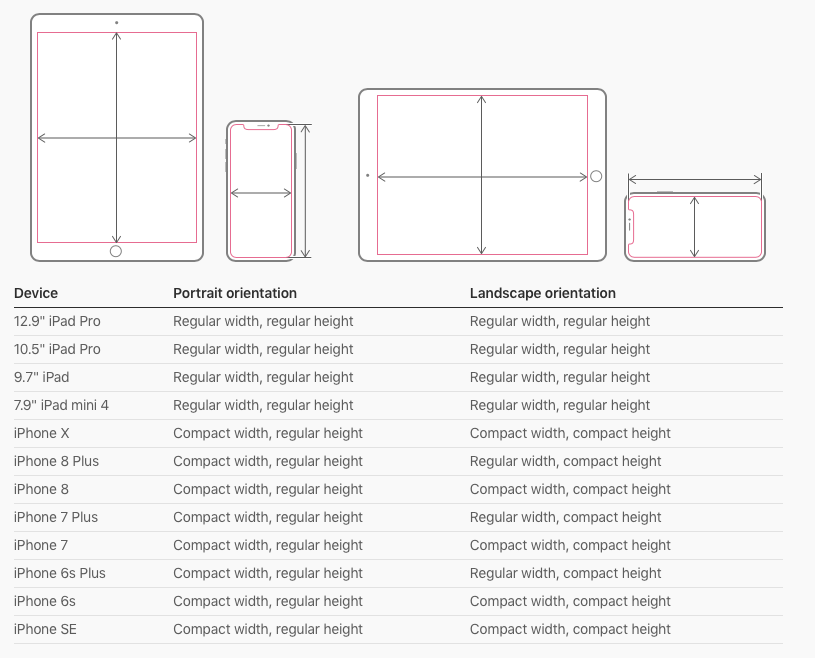 Device Portrait orientation Landscape orientation
12.9" iPad Pro Regular width, regular height Regular width, regular height
10.5" iPad Pro Regular width, regular height Regular width, regular height
9.7" iPad Regular width, regular height Regular width, regular height
7.9" iPad mini 4 Regular width, regular height Regular width, regular height
iPhone X Compact width, regular height Compact width, compact height
iPhone 8 Plus Compact width, regular height Regular width, compact height
iPhone 8 Compact width, regular height Compact width, compact height
iPhone 7 Plus Compact width, regular height Regular width, compact height
iPhone 7 Compact width, regular height Compact width, compact height
iPhone 6s Plus Compact width, regular height Regular width, compact height
iPhone 6s Compact width, regular height Compact width, compact height
iPhone SE Compact width, regular height Compact width, compact height